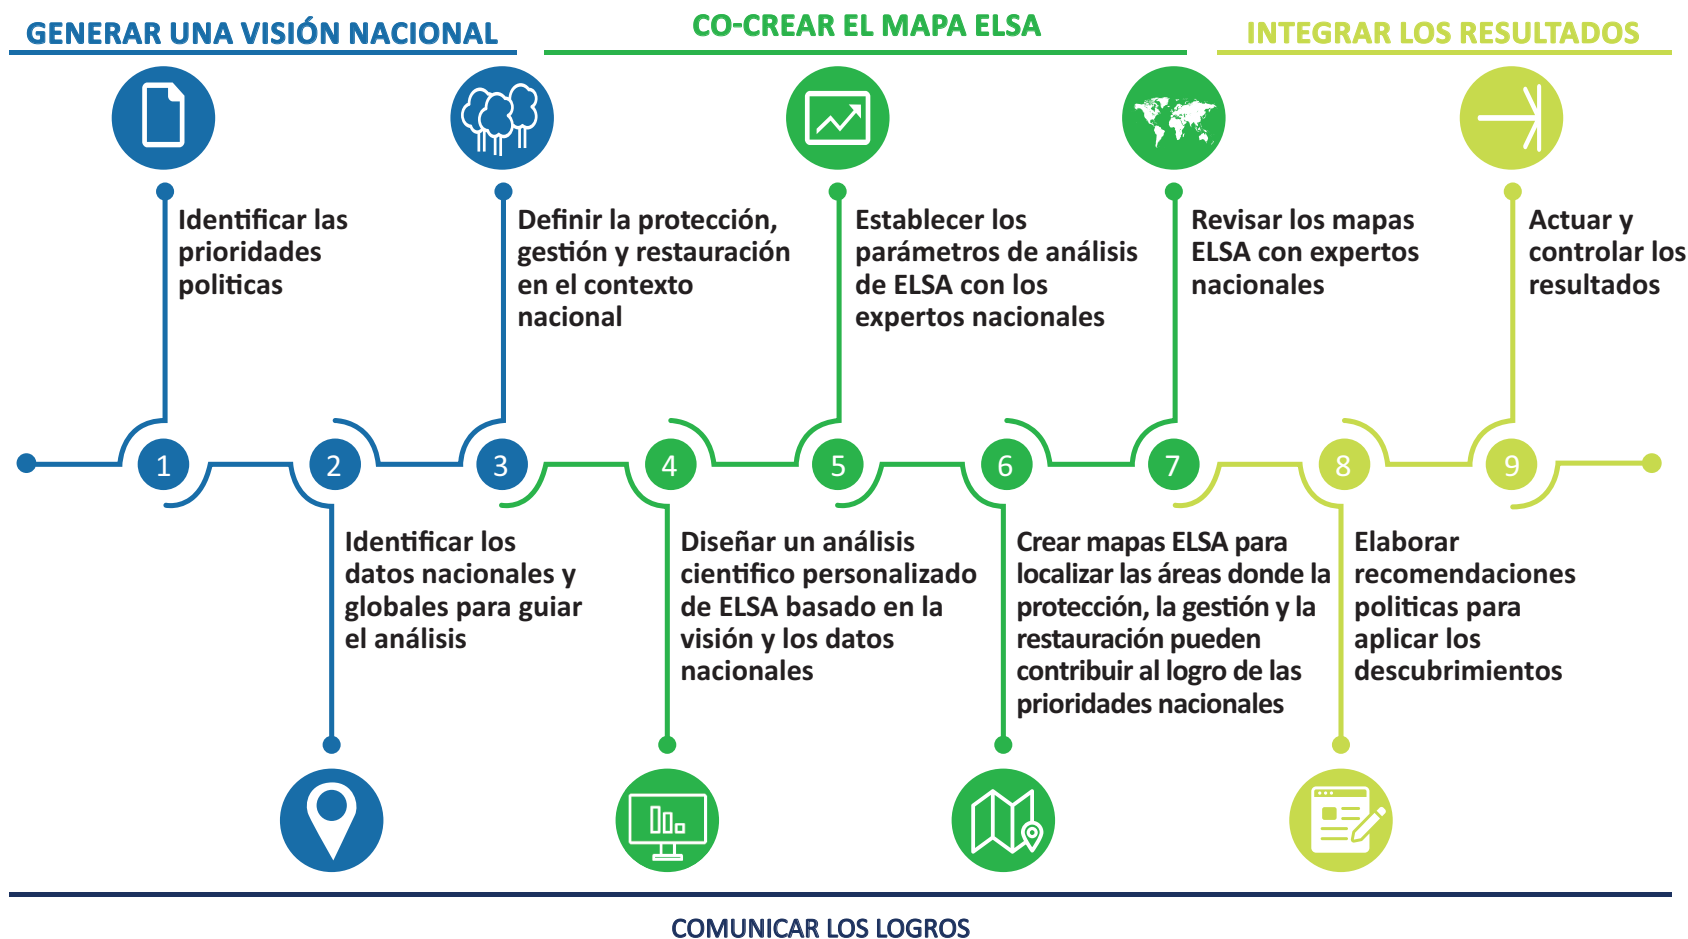 GENERAR UNA VISIÓN NACIONAL
CO-CREAR EL MAPA ELSA
INTEGRAR LOS RESULTADOS
Identificar las
prioridades
politicas
Definir la protección,
gestión y restauración
en el contexto
nacional
Establecer los
parámetros de análisis
de ELSA con los
expertos nacionales
Revisar los mapas
ELSA con expertos
nacionales
Actuar y
controlar los
resultados
1
2
3
4
5
6
7
8
9
Identificar los
datos nacionales y
globales para guiar
el análisis
Diseñar un análisis
cientifico personalizado
de ELSA basado en la
visión y los datos
nacionales
Crear mapas ELSA para
localizar las áreas donde la
protección, la gestión y la
restauración pueden
contribuir al logro de las
prioridades nacionales
Elaborar
recomendaciones
politicas para
aplicar los
descubrimientos
COMUNICAR LOS LOGROS